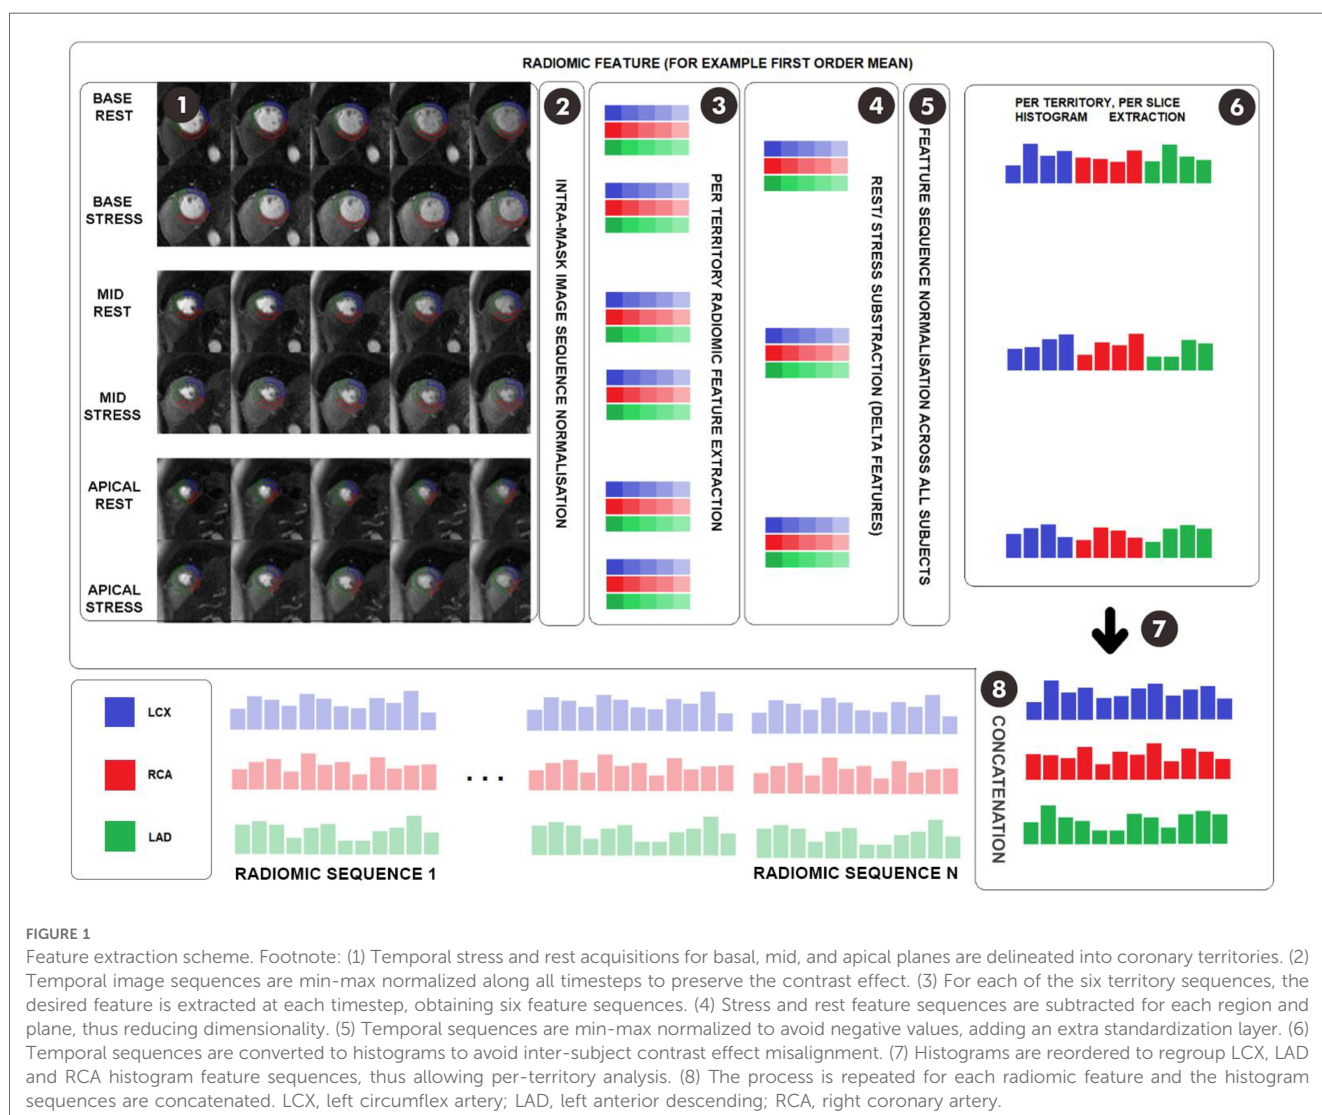 RADIOMIC FEATURE (FOR EXAMPLE FIRST ORDER MEAN)
BASE
REST
BASE
STRESS
MID
REST
MID
STRESS
APICAL
REST
APICAL
STRESS
1
2
INTRA-MASK IMAGE SEQUENCE NORMALISATION
3
PER TERRITORY RADIOMIC FEATURE EXTRACTION
4
REST/ STRESS SUBSTRACTION (DELTA FEATURES)
5
FEATTURE SEQUENCE NORMALISATION ACROSS ALL SUBJECTS
PER TERRITORY, PER SLICE
HISTOGRAM EXTRACTION
6
7
8
CONCATENATION
LCX
RCA
LAD
...
RADIOMIC SEQUENCE 1
RADIOMIC SEQUENCE N
FIGURE 1
Feature extraction scheme. Footnote: (1) Temporal stress and rest acquisitions for basal, mid, and apical planes are delineated into coronary territories. (2)
Temporal image sequences are min-max normalized along all timesteps to preserve the contrast effect. (3) For each of the six territory sequences, the
desired feature is extracted at each timestep, obtaining six feature sequences. (4) Stress and rest feature sequences are subtracted for each region and
plane, thus reducing dimensionality. (5) Temporal sequences are min-max normalized to avoid negative values, adding an extra standardization layer. (6)
Temporal sequences are converted to histograms to avoid inter-subject contrast effect misalignment. (7) Histograms are reordered to regroup LCX, LAD
and RCA histogram feature sequences, thus allowing per-territory analysis. (8) The process is repeated for each radiomic feature and the histogram
sequences are concatenated. LCX, left circumflex artery; LAD, left anterior descending; RCA, right coronary artery.